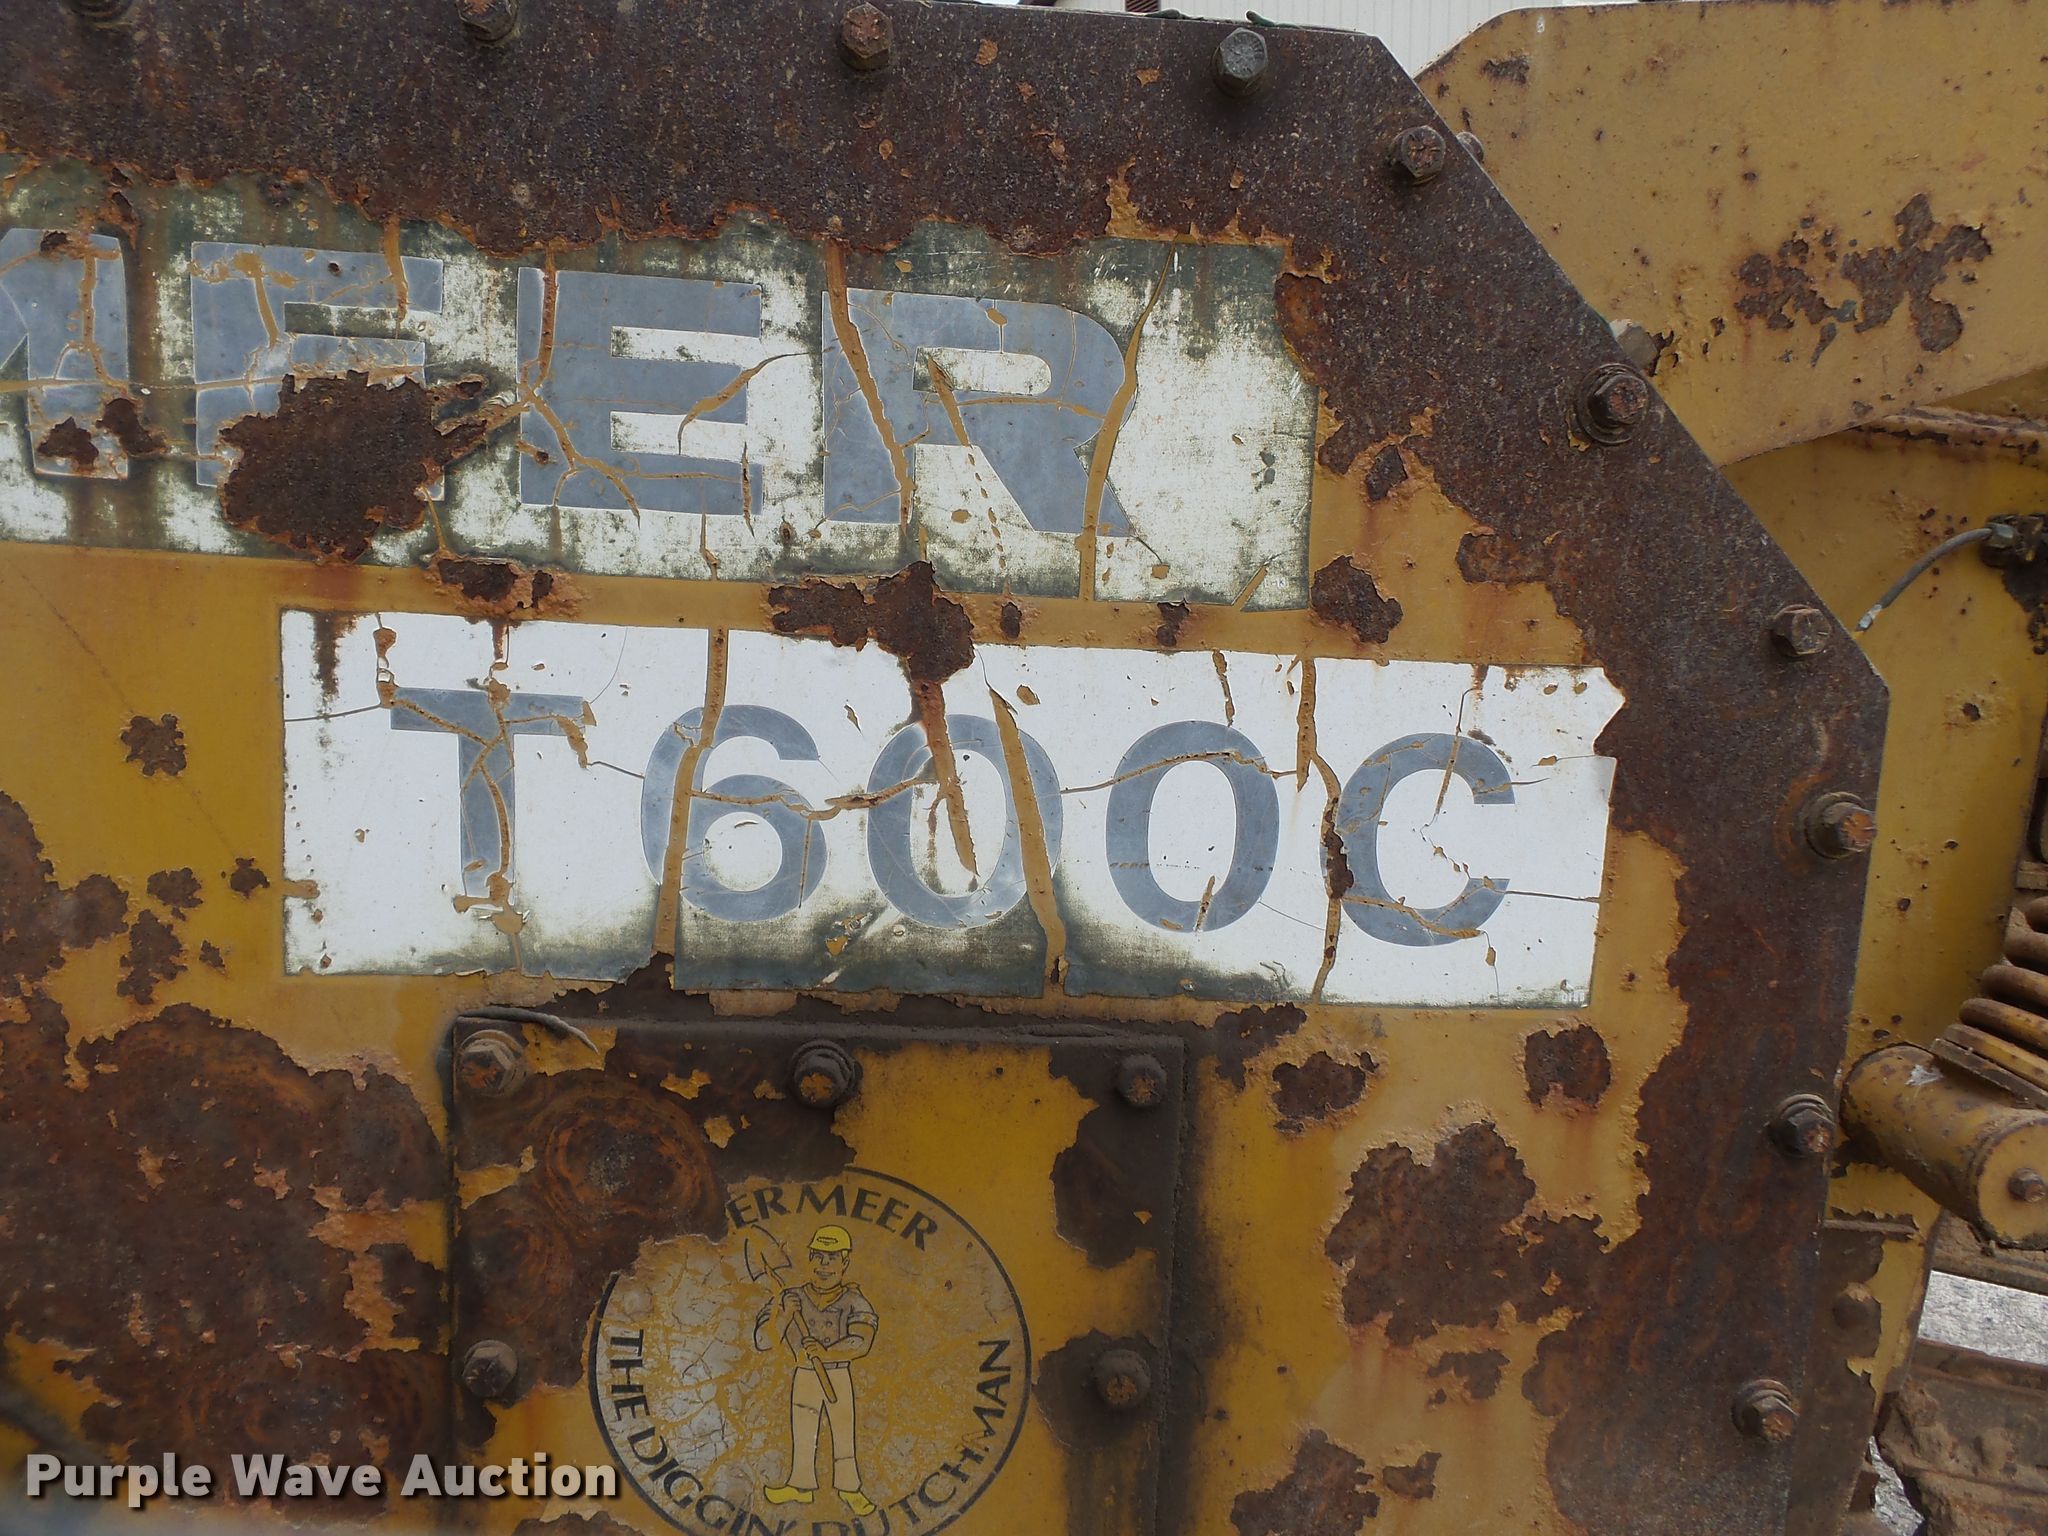 MEER
T600C
ERMEER
THE DIGGIN' DUTCHMAN
Purple Wave Auction